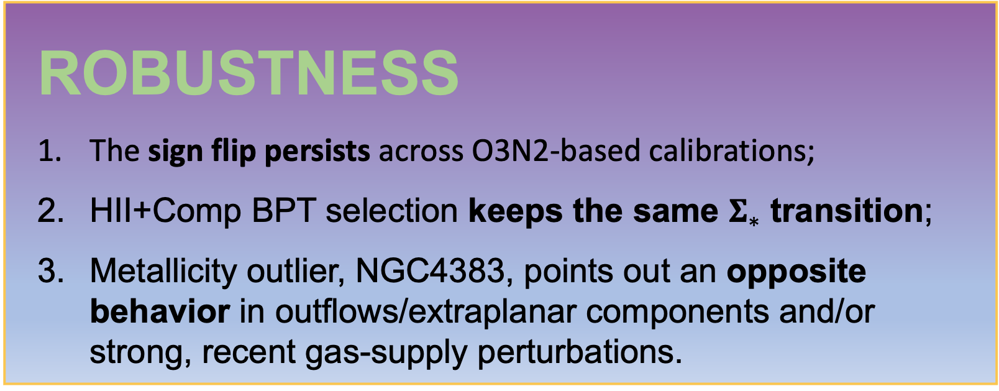 ROBUSTNESS
1. The sign flip persists across O3N2-based calibrations;
2. HII+Comp BPT selection keeps the same Σ* transition;
3. Metallicity outlier, NGC4383, points out an opposite
behavior in outflows/extraplanar components and/or
strong, recent gas-supply perturbations.